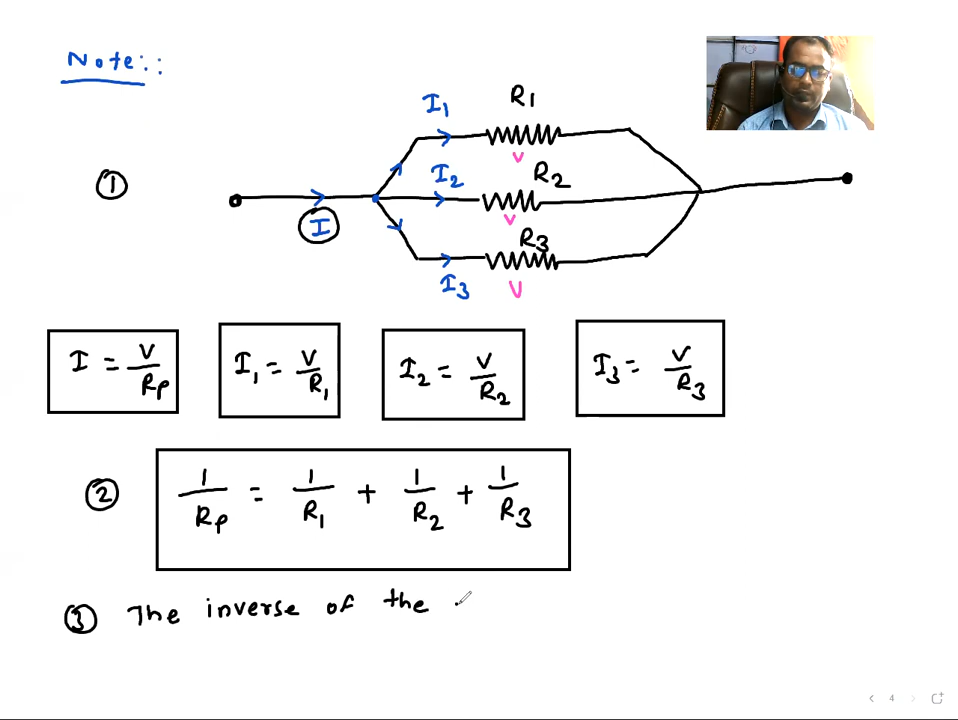 Note::
I1 R1
V
① I2 R2
I V
R3
I3 V
I = V/Rp I1 = V/R1 I2 = V/R2 I3 = V/R3
② 1/Rp = 1/R1 + 1/R2 + 1/R3
③ The inverse of the
4